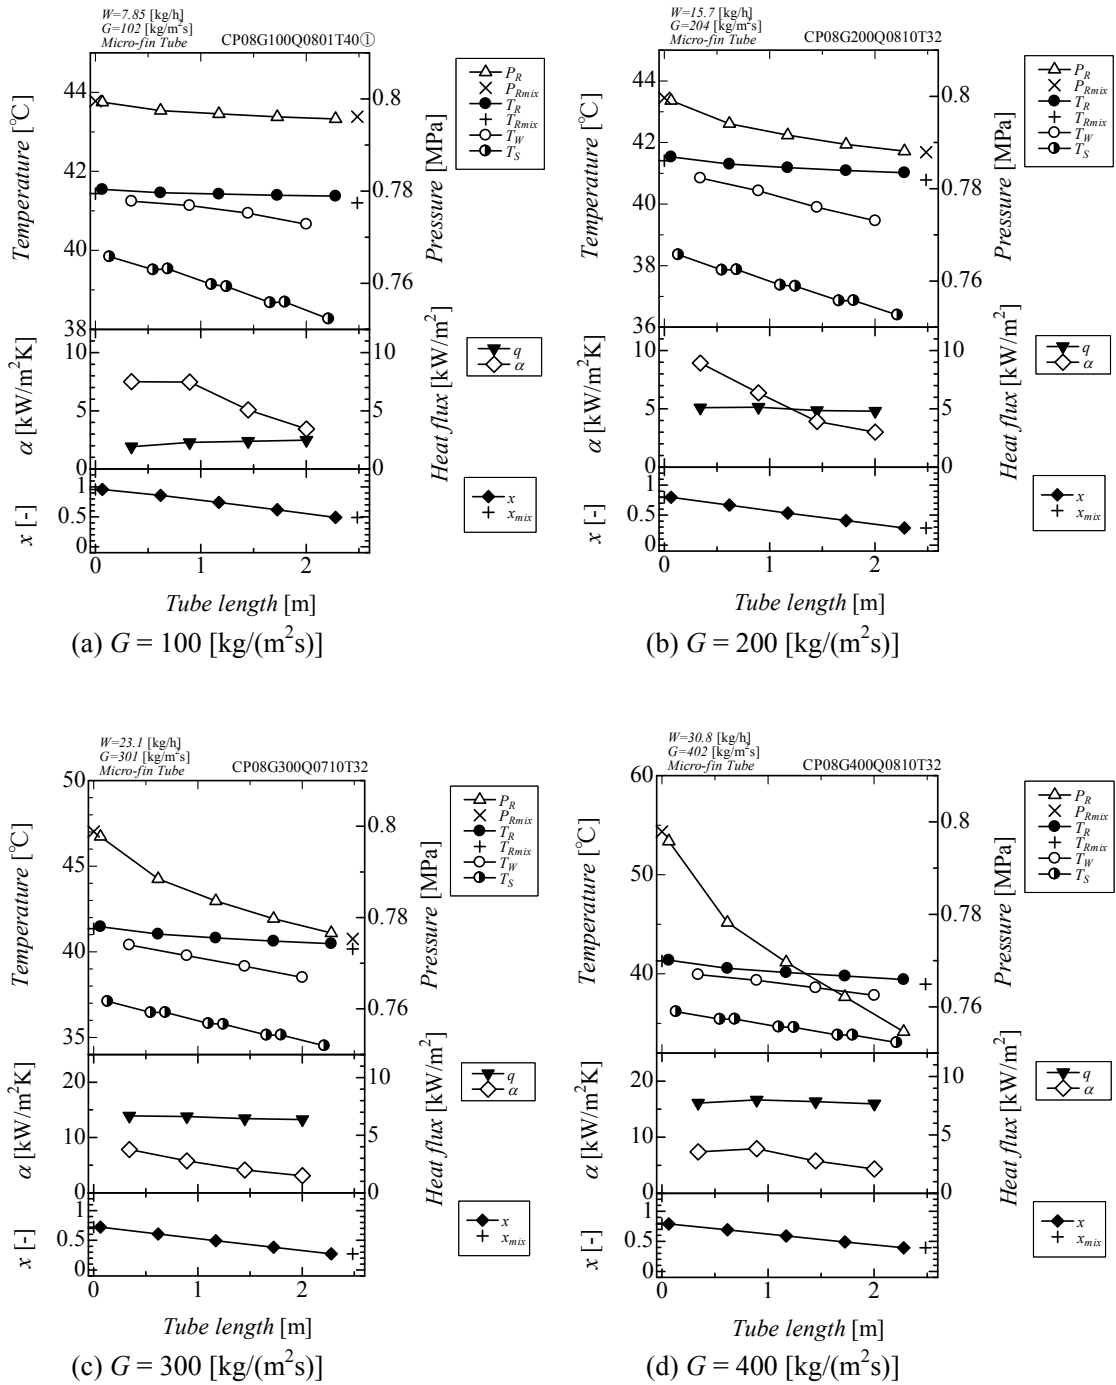 W=7.85 [kg/h]
G=102 [kg/m²s]
Micro-fin Tube
CP08G100Q0801T40①
44
42
40
38
Temperature [℃]
0.8
0.78
0.76
Pressure [MPa]
P_R
P_Rmix
T_R
T_Rmix
T_W
T_S
10
5
0
α [kW/m²K]
10
5
0
Heat flux [kW/m²]
q
α
1
0.5
0
x [-]
x
x_mix
0 1 2
Tube length [m]
(a) G = 100 [kg/(m²s)]
W=15.7 [kg/h]
G=204 [kg/m²s]
Micro-fin Tube
CP08G200Q0810T32
44
42
40
38
36
Temperature [℃]
0.8
0.78
0.76
Pressure [MPa]
P_R
P_Rmix
T_R
T_Rmix
T_W
T_S
10
5
0
α [kW/m²K]
10
5
0
Heat flux [kW/m²]
q
α
1
0.5
0
x [-]
x
x_mix
0 1 2
Tube length [m]
(b) G = 200 [kg/(m²s)]
W=23.1 [kg/h]
G=301 [kg/m²s]
Micro-fin Tube
CP08G300Q0710T32
50
45
40
35
Temperature [℃]
0.8
0.78
0.76
Pressure [MPa]
P_R
P_Rmix
T_R
T_Rmix
T_W
T_S
20
10
0
α [kW/m²K]
10
5
0
Heat flux [kW/m²]
q
α
1
0.5
0
x [-]
x
x_mix
0 1 2
Tube length [m]
(c) G = 300 [kg/(m²s)]
W=30.8 [kg/h]
G=402 [kg/m²s]
Micro-fin Tube
CP08G400Q0810T32
60
50
40
Temperature [℃]
0.8
0.78
0.76
Pressure [MPa]
P_R
P_Rmix
T_R
T_Rmix
T_W
T_S
20
10
0
α [kW/m²K]
10
5
0
Heat flux [kW/m²]
q
α
1
0.5
0
x [-]
x
x_mix
0 1 2
Tube length [m]
(d) G = 400 [kg/(m²s)]